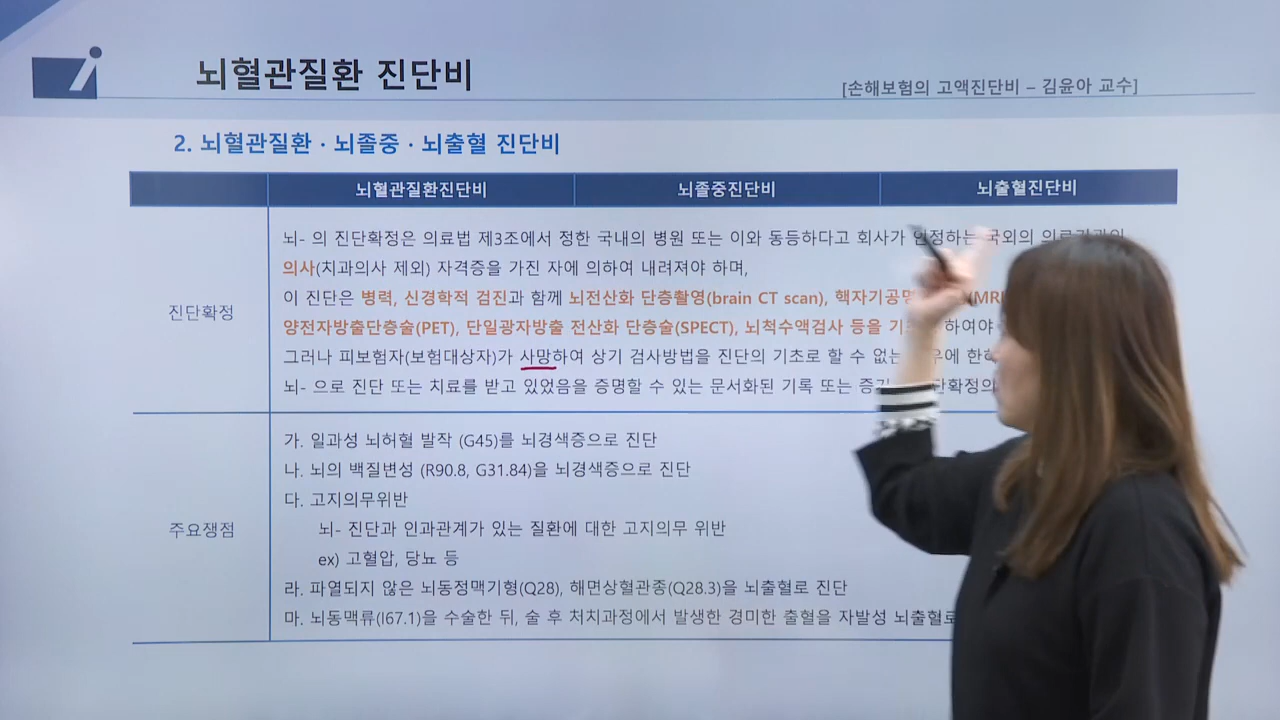 뇌혈관질환 진단비
[손해보험의 고액진단비 – 김윤아 교수]
2. 뇌혈관질환 · 뇌졸중 · 뇌출혈 진단비
뇌혈관질환진단비 뇌졸중진단비 뇌출혈진단비
진단확정
뇌- 의 진단확정은 의료법 제3조에서 정한 국내의 병원 또는 이와 동등하다고 회사가 인정하는 국외의
의사(치과의사 제외) 자격증을 가진 자에 의하여 내려져야 하며,
이 진단은 병력, 신경학적 검진과 함께 뇌전산화 단층촬영(brain CT scan),
양전자방출단층술(PET), 단일광자방출 전산화 단층술(SPECT), 뇌척수액검사 등을 하여야
그러나 피보험자(보험대상자)가 사망하여 상기 검사방법을 진단의 기초로 할 수 없는
뇌- 으로 진단 또는 치료를 받고 있었음을 증명할 수 있는 문서화된 기록 또는
주요쟁점
가. 일과성 뇌허혈 발작 (G45)를 뇌경색증으로 진단
나. 뇌의 백질변성 (R90.8, G31.84)을 뇌경색증으로 진단
다. 고지의무위반
뇌- 진단과 인과관계가 있는 질환에 대한 고지의무 위반
ex) 고혈압, 당뇨 등
라. 파열되지 않은 뇌동정맥기형(Q28), 해면상혈관종(Q28.3)을 뇌출혈로 진단
마. 뇌동맥류(I67.1)을 수술한 뒤, 술 후 처치과정에서 발생한 경미한 출혈을 자발성 뇌출혈로